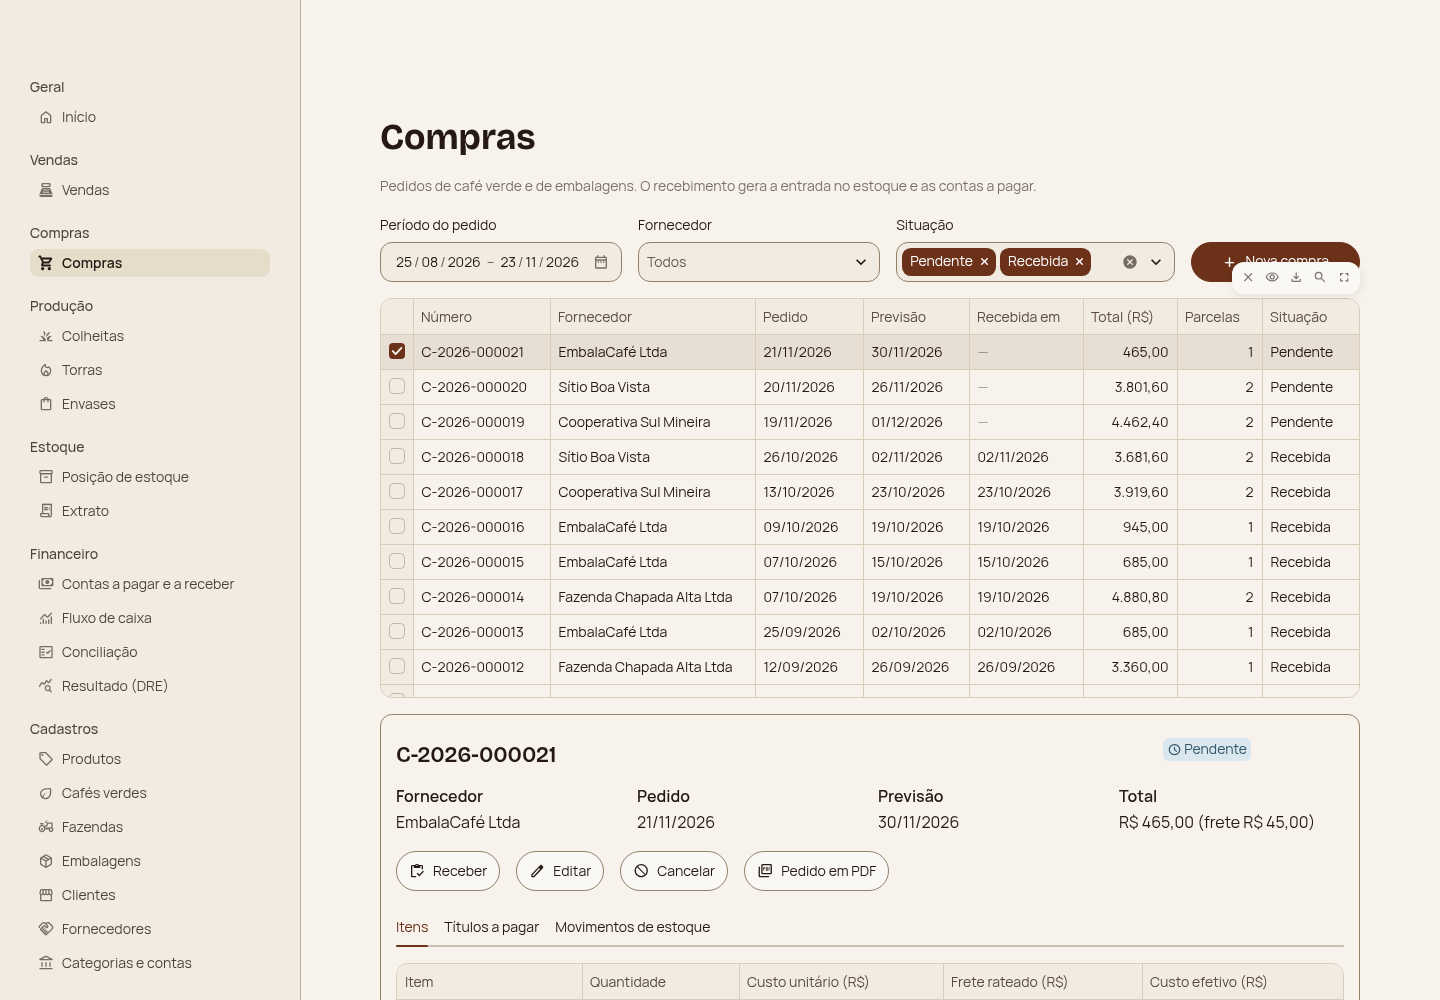 Geral
Início
Vendas
Vendas
Compras
Compras
Produção
Colheitas
Torras
Envases
Estoque
Posição de estoque
Extrato
Financeiro
Contas a pagar e a receber
Fluxo de caixa
Conciliação
Resultado (DRE)
Cadastros
Produtos
Cafés verdes
Fazendas
Embalagens
Clientes
Fornecedores
Categorias e contas
Compras
Pedidos de café verde e de embalagens. O recebimento gera a entrada no estoque e as contas a pagar.
Período do pedido Fornecedor Situação
25 / 08 / 2026 – 23 / 11 / 2026 Todos Pendente Recebida Nova compra
Número Fornecedor Pedido Previsão Recebida em Total (R$) Parcelas Situação
C-2026-000021 EmbalaCafé Ltda 21/11/2026 30/11/2026 — 465,00 1 Pendente
C-2026-000020 Sítio Boa Vista 20/11/2026 26/11/2026 — 3.801,60 2 Pendente
C-2026-000019 Cooperativa Sul Mineira 19/11/2026 01/12/2026 — 4.462,40 2 Pendente
C-2026-000018 Sítio Boa Vista 26/10/2026 02/11/2026 02/11/2026 3.681,60 2 Recebida
C-2026-000017 Cooperativa Sul Mineira 13/10/2026 23/10/2026 23/10/2026 3.919,60 2 Recebida
C-2026-000016 EmbalaCafé Ltda 09/10/2026 19/10/2026 19/10/2026 945,00 1 Recebida
C-2026-000015 EmbalaCafé Ltda 07/10/2026 15/10/2026 15/10/2026 685,00 1 Recebida
C-2026-000014 Fazenda Chapada Alta Ltda 07/10/2026 19/10/2026 19/10/2026 4.880,80 2 Recebida
C-2026-000013 EmbalaCafé Ltda 25/09/2026 02/10/2026 02/10/2026 685,00 1 Recebida
C-2026-000012 Fazenda Chapada Alta Ltda 12/09/2026 26/09/2026 26/09/2026 3.360,00 1 Recebida
C-2026-000021 Pendente
Fornecedor Pedido Previsão Total
EmbalaCafé Ltda 21/11/2026 30/11/2026 R$ 465,00 (frete R$ 45,00)
Receber Editar Cancelar Pedido em PDF
Itens Títulos a pagar Movimentos de estoque
Item Quantidade Custo unitário (R$) Frete rateado (R$) Custo efetivo (R$)